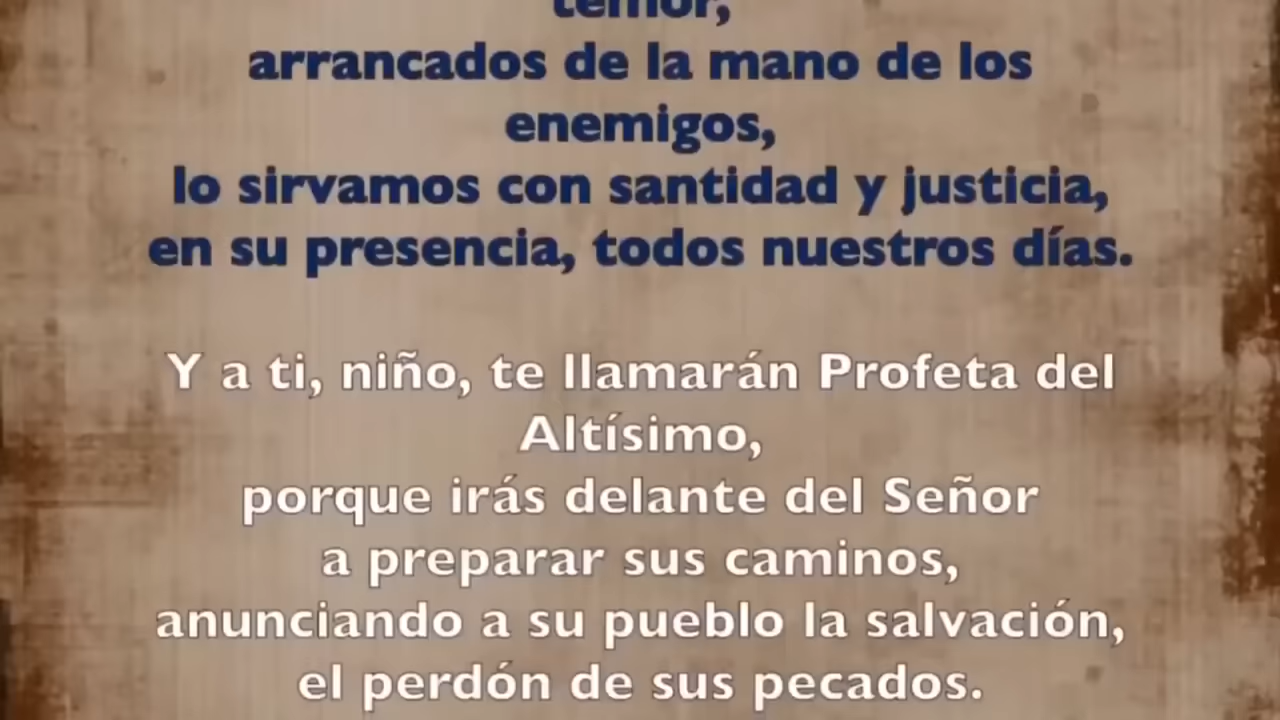 temor,
arrancados de la mano de los
enemigos,
lo sirvamos con santidad y justicia,
en su presencia, todos nuestros días.
Y a ti, niño, te llamarán Profeta del
Altísimo,
porque irás delante del Señor
a preparar sus caminos,
anunciando a su pueblo la salvación,
el perdón de sus pecados.